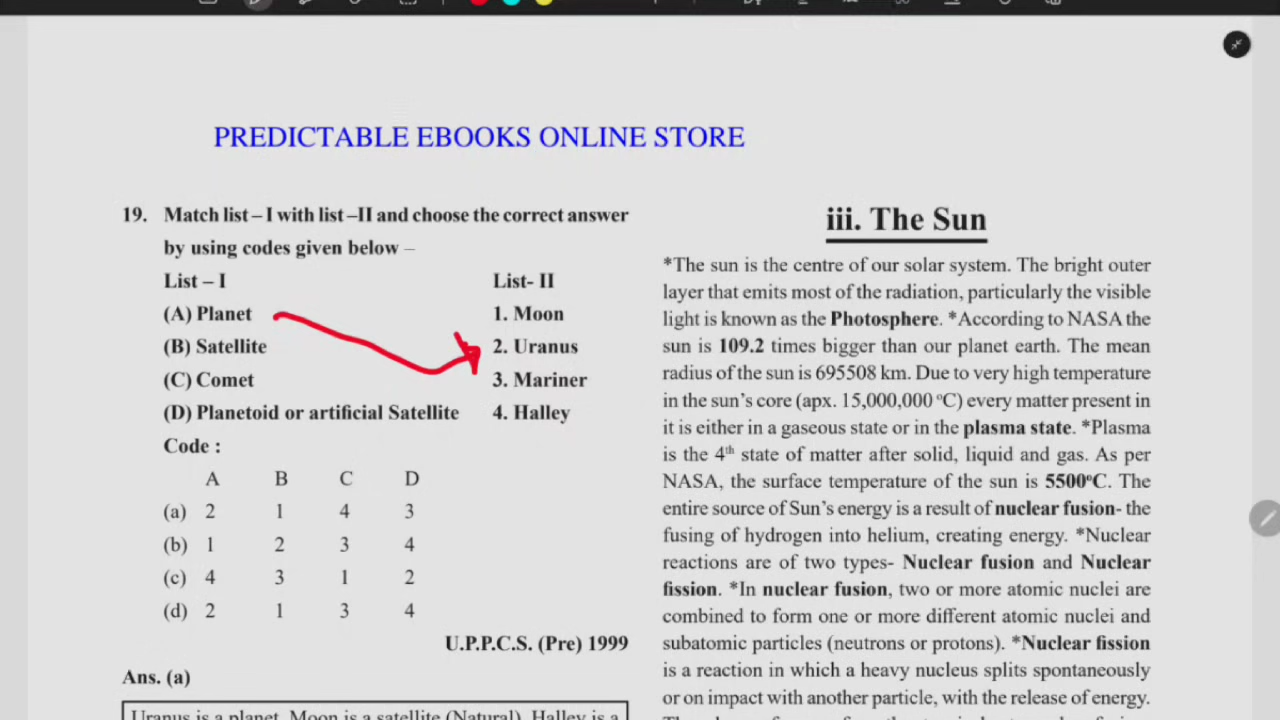 PREDICTABLE EBOOKS ONLINE STORE
19. Match list – I with list –II and choose the correct answer
by using codes given below –
List – I List- II
(A) Planet 1. Moon
(B) Satellite 2. Uranus
(C) Comet 3. Mariner
(D) Planetoid or artificial Satellite 4. Halley
Code :
A B C D
(a) 2 1 4 3
(b) 1 2 3 4
(c) 4 3 1 2
(d) 2 1 3 4
U.P.P.C.S. (Pre) 1999
Ans. (a)
Uranus is a planet, Moon is a satellite (Natural), Halley is a
iii. The Sun
*The sun is the centre of our solar system. The bright outer
layer that emits most of the radiation, particularly the visible
light is known as the Photosphere. *According to NASA the
sun is 109.2 times bigger than our planet earth. The mean
radius of the sun is 695508 km. Due to very high temperature
in the sun's core (apx. 15,000,000 ºC) every matter present in
it is either in a gaseous state or in the plasma state. *Plasma
is the 4th state of matter after solid, liquid and gas. As per
NASA, the surface temperature of the sun is 5500ºC. The
entire source of Sun's energy is a result of nuclear fusion- the
fusing of hydrogen into helium, creating energy. *Nuclear
reactions are of two types- Nuclear fusion and Nuclear
fission. *In nuclear fusion, two or more atomic nuclei are
combined to form one or more different atomic nuclei and
subatomic particles (neutrons or protons). *Nuclear fission
is a reaction in which a heavy nucleus splits spontaneously
or on impact with another particle, with the release of energy.